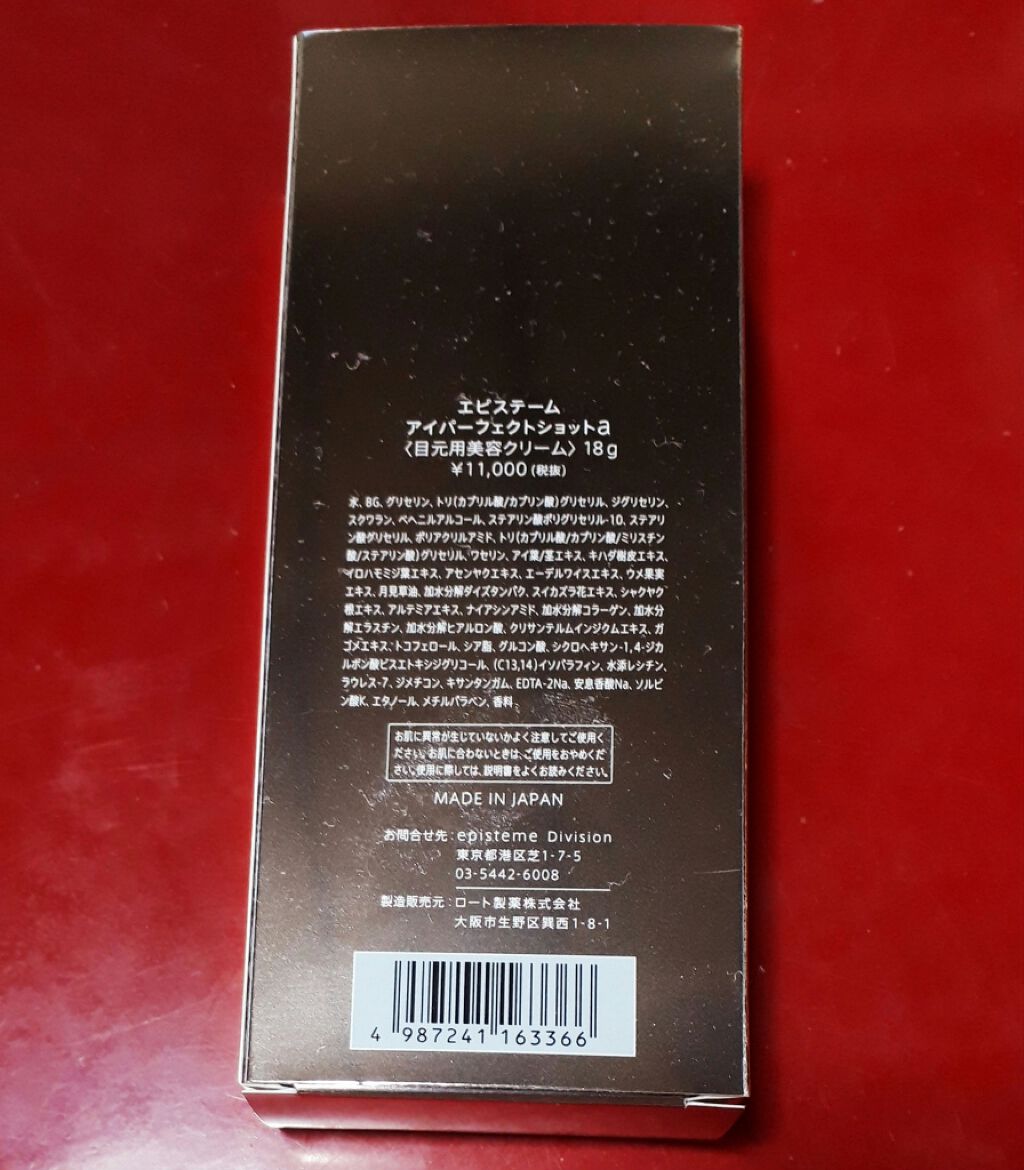 エピステーム
アイパーフェクトショットa
〈目元用美容クリーム〉18g
¥11,000(税抜)
水、BG、グリセリン、トリ(カプリル酸/カプリン酸)グリセリル、ジグリセリン、
スクワラン、ベヘニルアルコール、ステアリン酸ポリグリセリル-10、ステアリ
ン酸グリセリル、ポリアクリルアミド、トリ(カプリル酸/カプリン酸/ミリスチン
酸/ステアリン酸)グリセリル、ワセリン、アイ葉/茎エキス、キハダ樹皮エキス、
イロハモミジ葉エキス、アセンヤクエキス、エーデルワイスエキス、ウメ果実
エキス、月見草油、加水分解ダイズタンパク、スイカズラ花エキス、シャクヤク
根エキス、アルテミアエキス、ナイアシンアミド、加水分解コラーゲン、加水分
解エラスチン、加水分解ヒアルロン酸、クリサンテルムインジクムエキス、ガ
ゴメエキス、トコフェロール、シア脂、グルコン酸、シクロヘキサン-1,4-ジカ
ルボン酸ビスエトキシジグリコール、(C13,14)イソパラフィン、水添レシチン、
ラウレス-7、ジメチコン、キサンタンガム、EDTA-2Na、安息香酸Na、ソルビ
ン酸K、エタノール、メチルパラベン、香料
お肌に異常が生じていないかよく注意してご使用く
ださい。お肌に合わないときは、ご使用をおやめくだ
さい。使用に際しては、説明書をよくお読みください。
MADE IN JAPAN
お問合せ先：episteme Division
東京都港区芝1-7-5
03-5442-6008
製造販売元：ロート製薬株式会社
大阪市生野区巽西1-8-1
4 987241 163366